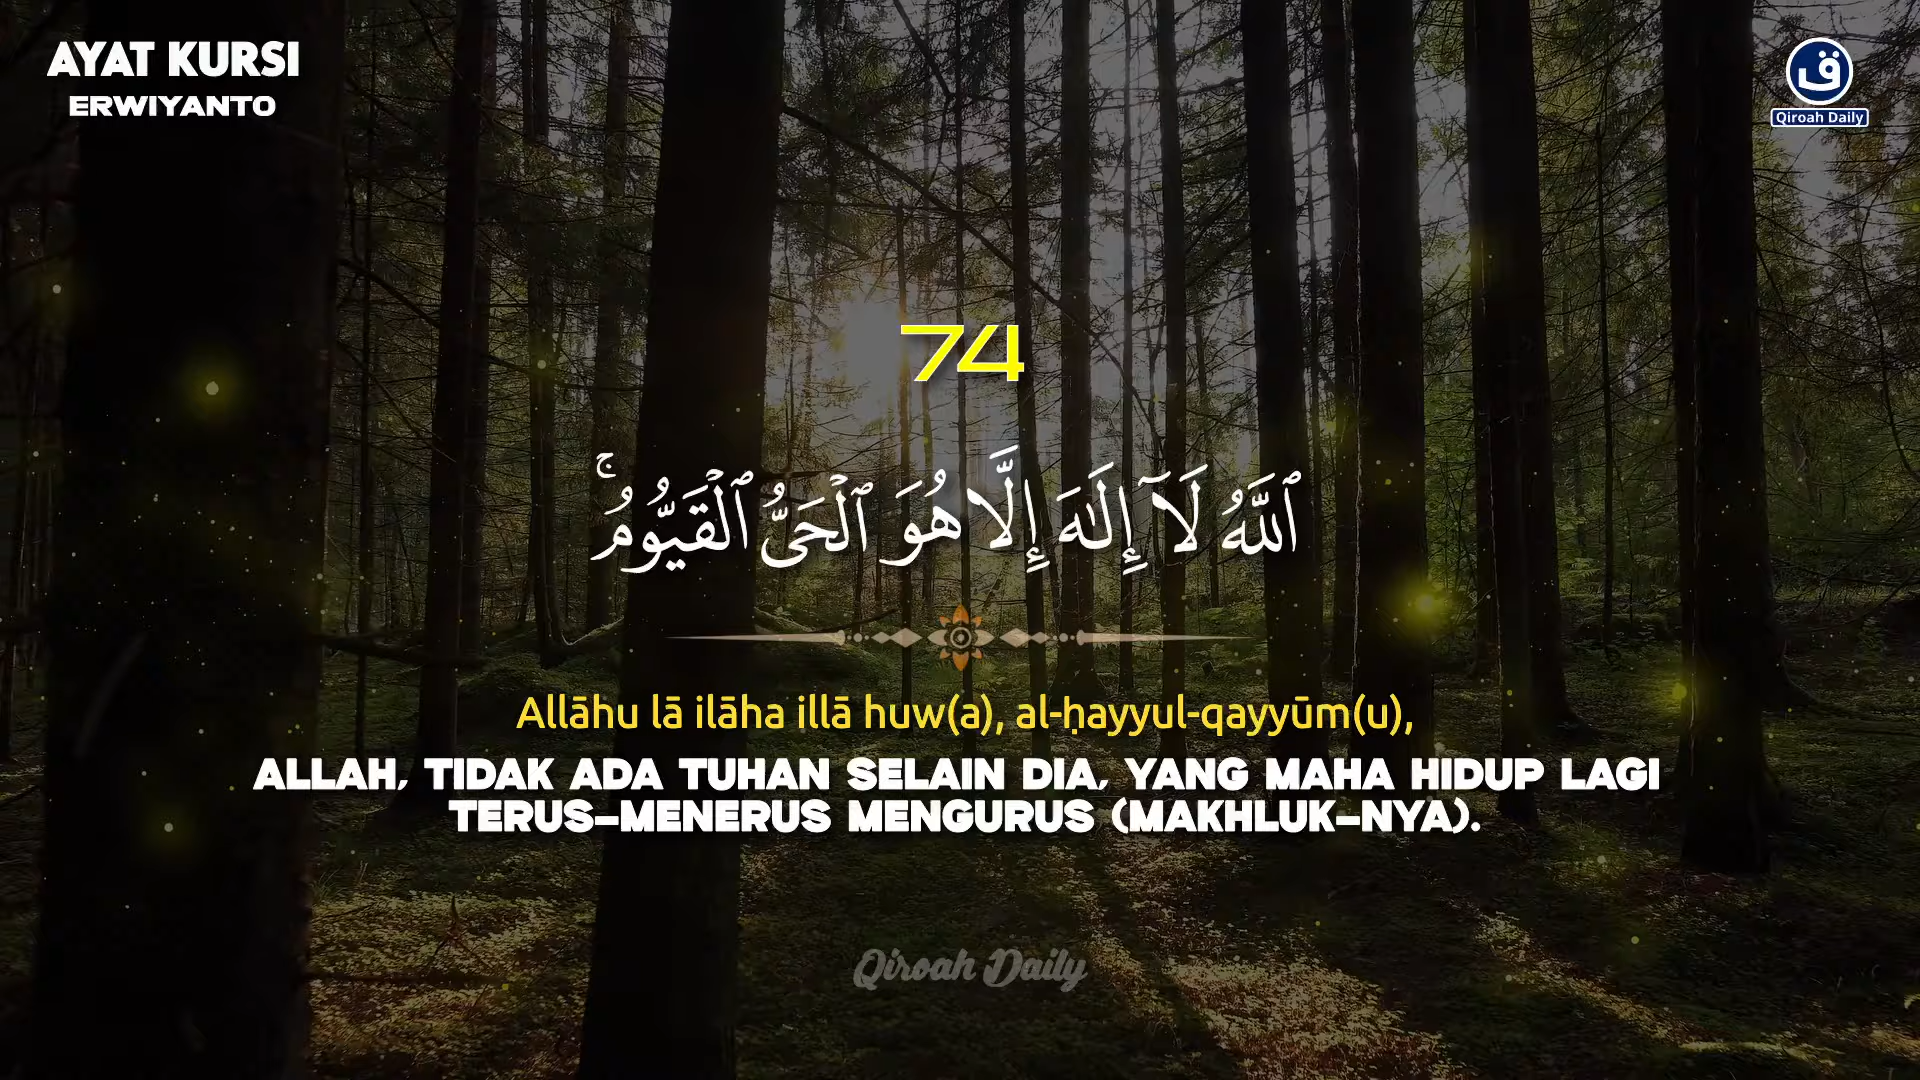 AYAT KURSI
ERWIYANTO
ق
Qiroah Daily
74
ٱللَّهُ لَآ إِلَٰهَ إِلَّا هُوَ ٱلْحَىُّ ٱلْقَيُّومُ ۚ
Allāhu lā ilāha illā huw(a), al-ḥayyul-qayyūm(u),
ALLAH, TIDAK ADA TUHAN SELAIN DIA, YANG MAHA HIDUP LAGI
TERUS-MENERUS MENGURUS (MAKHLUK-NYA).
Qiroah Daily